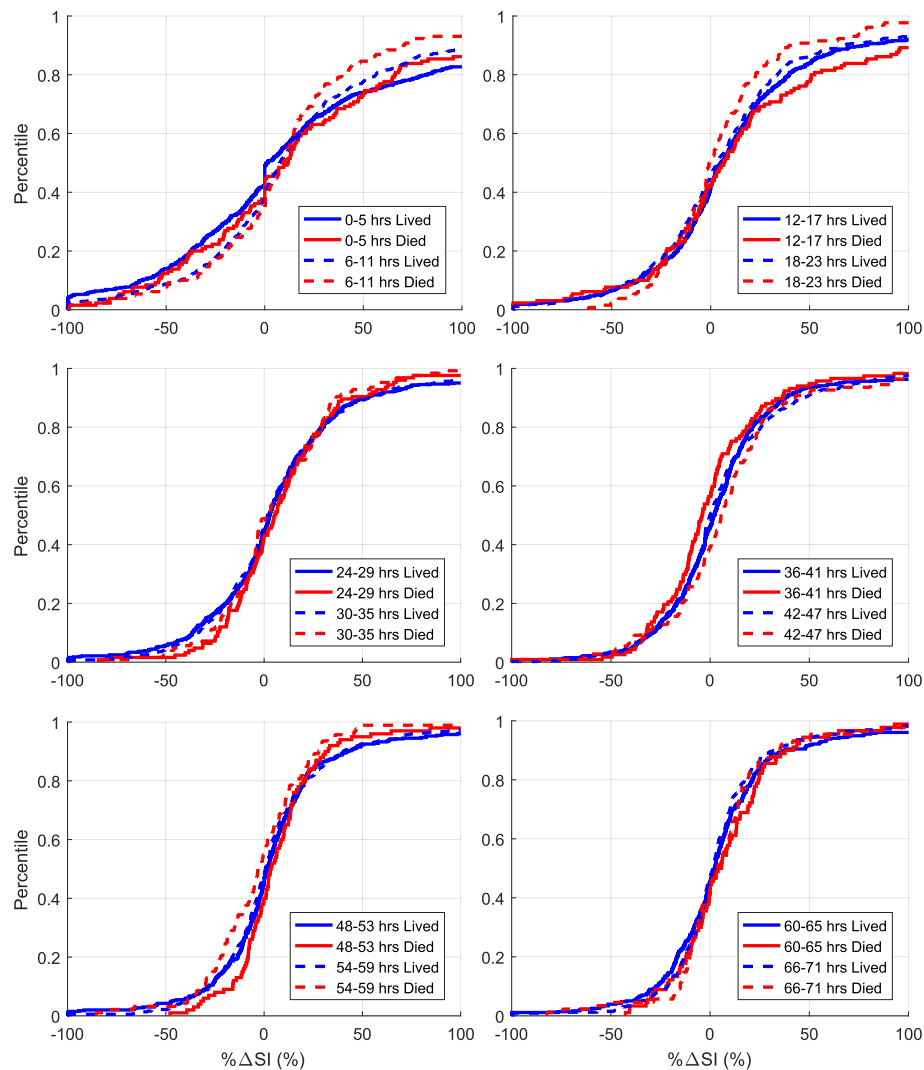 1
0.8
0.6
0.4
0.2
0
Percentile
-100 -50 0 50 100
0-5 hrs Lived
0-5 hrs Died
6-11 hrs Lived
6-11 hrs Died
1
0.8
0.6
0.4
0.2
0
-100 -50 0 50 100
12-17 hrs Lived
12-17 hrs Died
18-23 hrs Lived
18-23 hrs Died
1
0.8
0.6
0.4
0.2
0
Percentile
-100 -50 0 50 100
24-29 hrs Lived
24-29 hrs Died
30-35 hrs Lived
30-35 hrs Died
1
0.8
0.6
0.4
0.2
0
-100 -50 0 50 100
36-41 hrs Lived
36-41 hrs Died
42-47 hrs Lived
42-47 hrs Died
1
0.8
0.6
0.4
0.2
0
Percentile
-100 -50 0 50 100
%ΔSI (%)
48-53 hrs Lived
48-53 hrs Died
54-59 hrs Lived
54-59 hrs Died
1
0.8
0.6
0.4
0.2
0
-100 -50 0 50 100
%ΔSI (%)
60-65 hrs Lived
60-65 hrs Died
66-71 hrs Lived
66-71 hrs Died